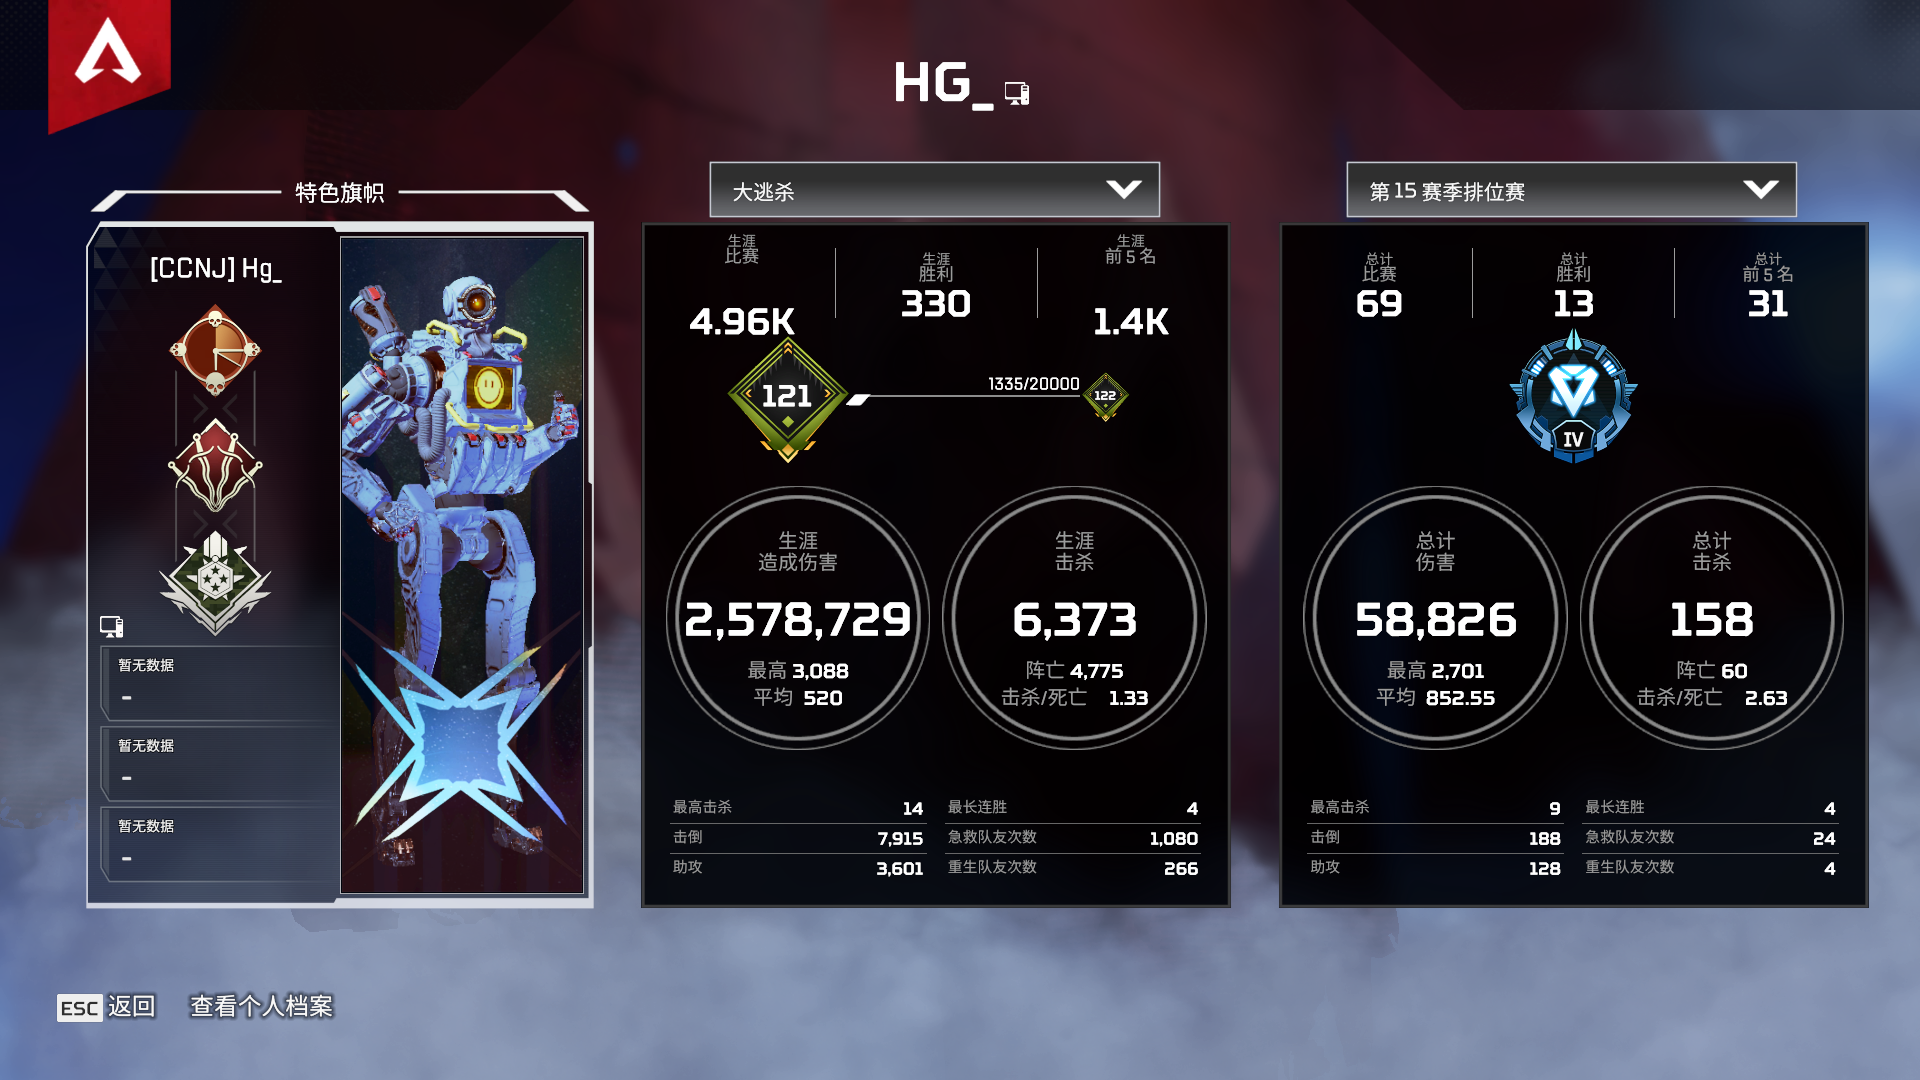 HG_
特色旗帜
[CCNJ] Hg_
暂无数据
-
暂无数据
-
暂无数据
-
大逃杀
生涯
比赛
4.96K
生涯
胜利
330
生涯
前 5 名
1.4K
121
1335/20000
122
生涯
造成伤害
2,578,729
最高 3,088
平均 520
生涯
击杀
6,373
阵亡 4,775
击杀/死亡 1.33
最高击杀 14
击倒 7,915
助攻 3,601
最长连胜 4
急救队友次数 1,080
重生队友次数 266
第 15 赛季排位赛
总计
比赛
69
总计
胜利
13
总计
前 5 名
31
IV
总计
伤害
58,826
最高 2,701
平均 852.55
总计
击杀
158
阵亡 60
击杀/死亡 2.63
最高击杀 9
击倒 188
助攻 128
最长连胜 4
急救队友次数 24
重生队友次数 4
ESC 返回 查看个人档案